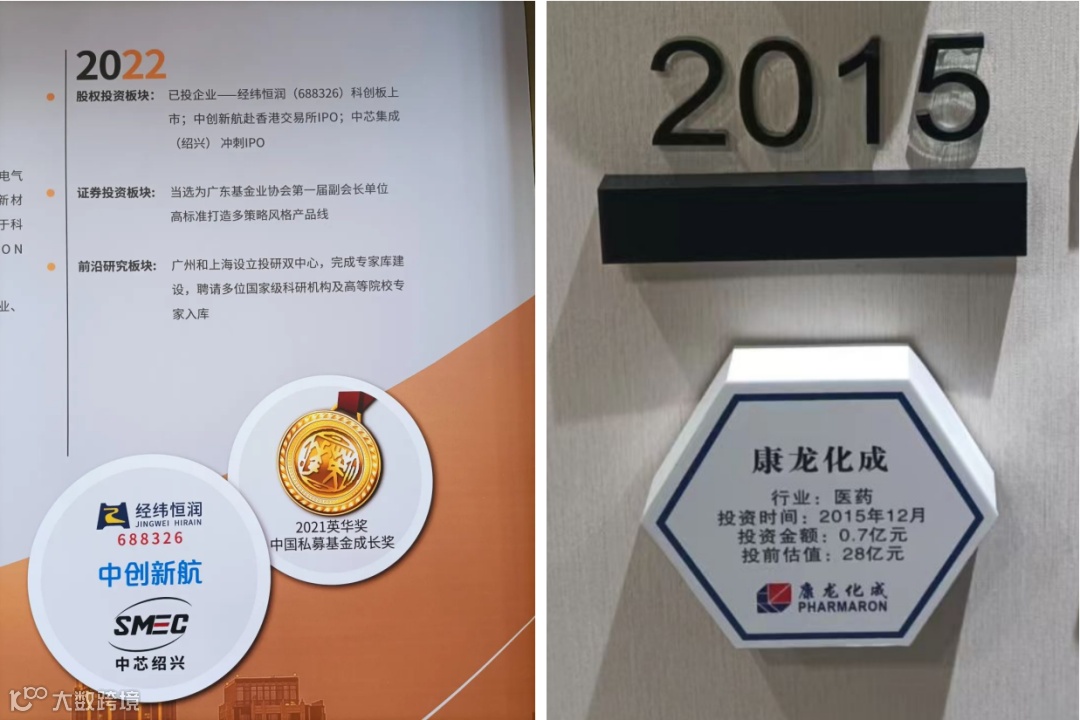 2022
股权投资板块： 已投企业——经纬恒润（688326）科创板上
市；中创新航赴香港交易所IPO；中芯集成
（绍兴） 冲刺IPO
证券投资板块： 当选为广东基金业协会第一届副会长单位
高标准打造多策略风格产品线
前沿研究板块： 广州和上海设立投研双中心，完成专家库建
设，聘请多位国家级科研机构及高等院校专
家入库
电气
新材
于科
ON
业、
2021英华奖
中国私募基金成长奖
经纬恒润
JINGWEI HIRAIN
688326
中创新航
SMEC
中芯绍兴
大数跨境
2015
康龙化成
行业：医药
投资时间：2015年12月
投资金额：0.7亿元
投前估值：28亿元
康龙化成
PHARMARON